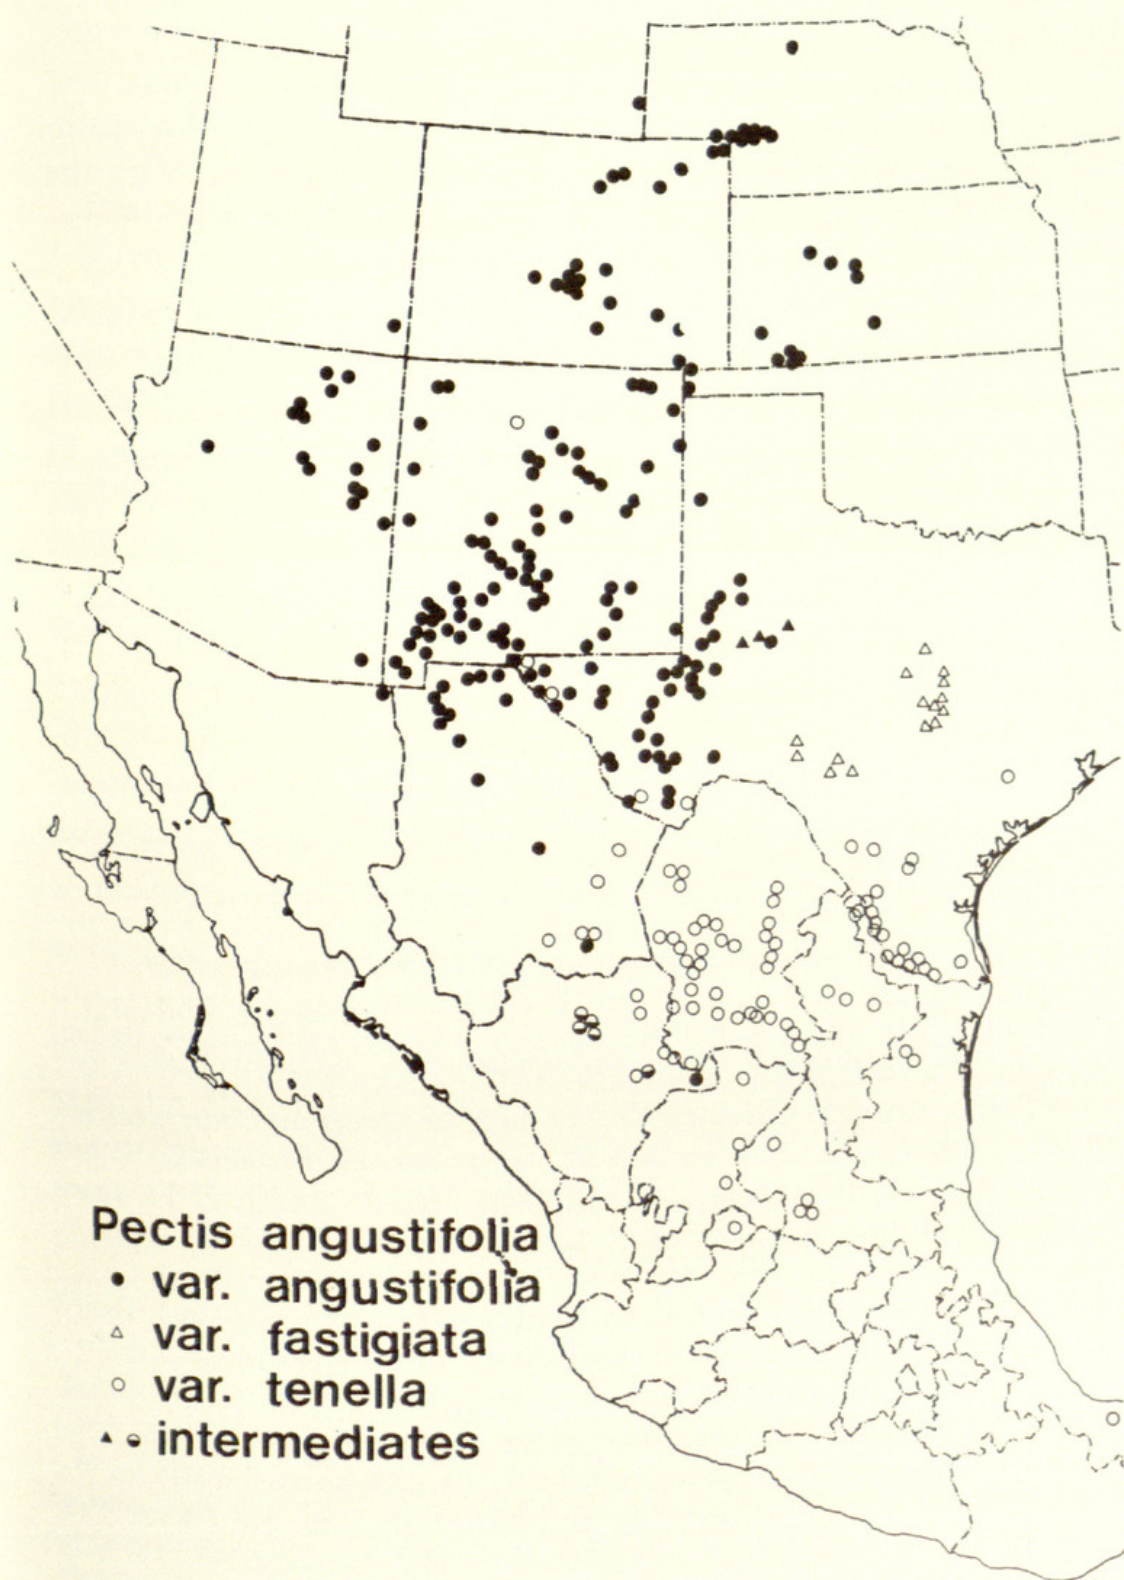 Pectis angustifolia
• var. angustifolia
▵ var. fastigiata
○ var. tenella
▲ ◒ intermediates